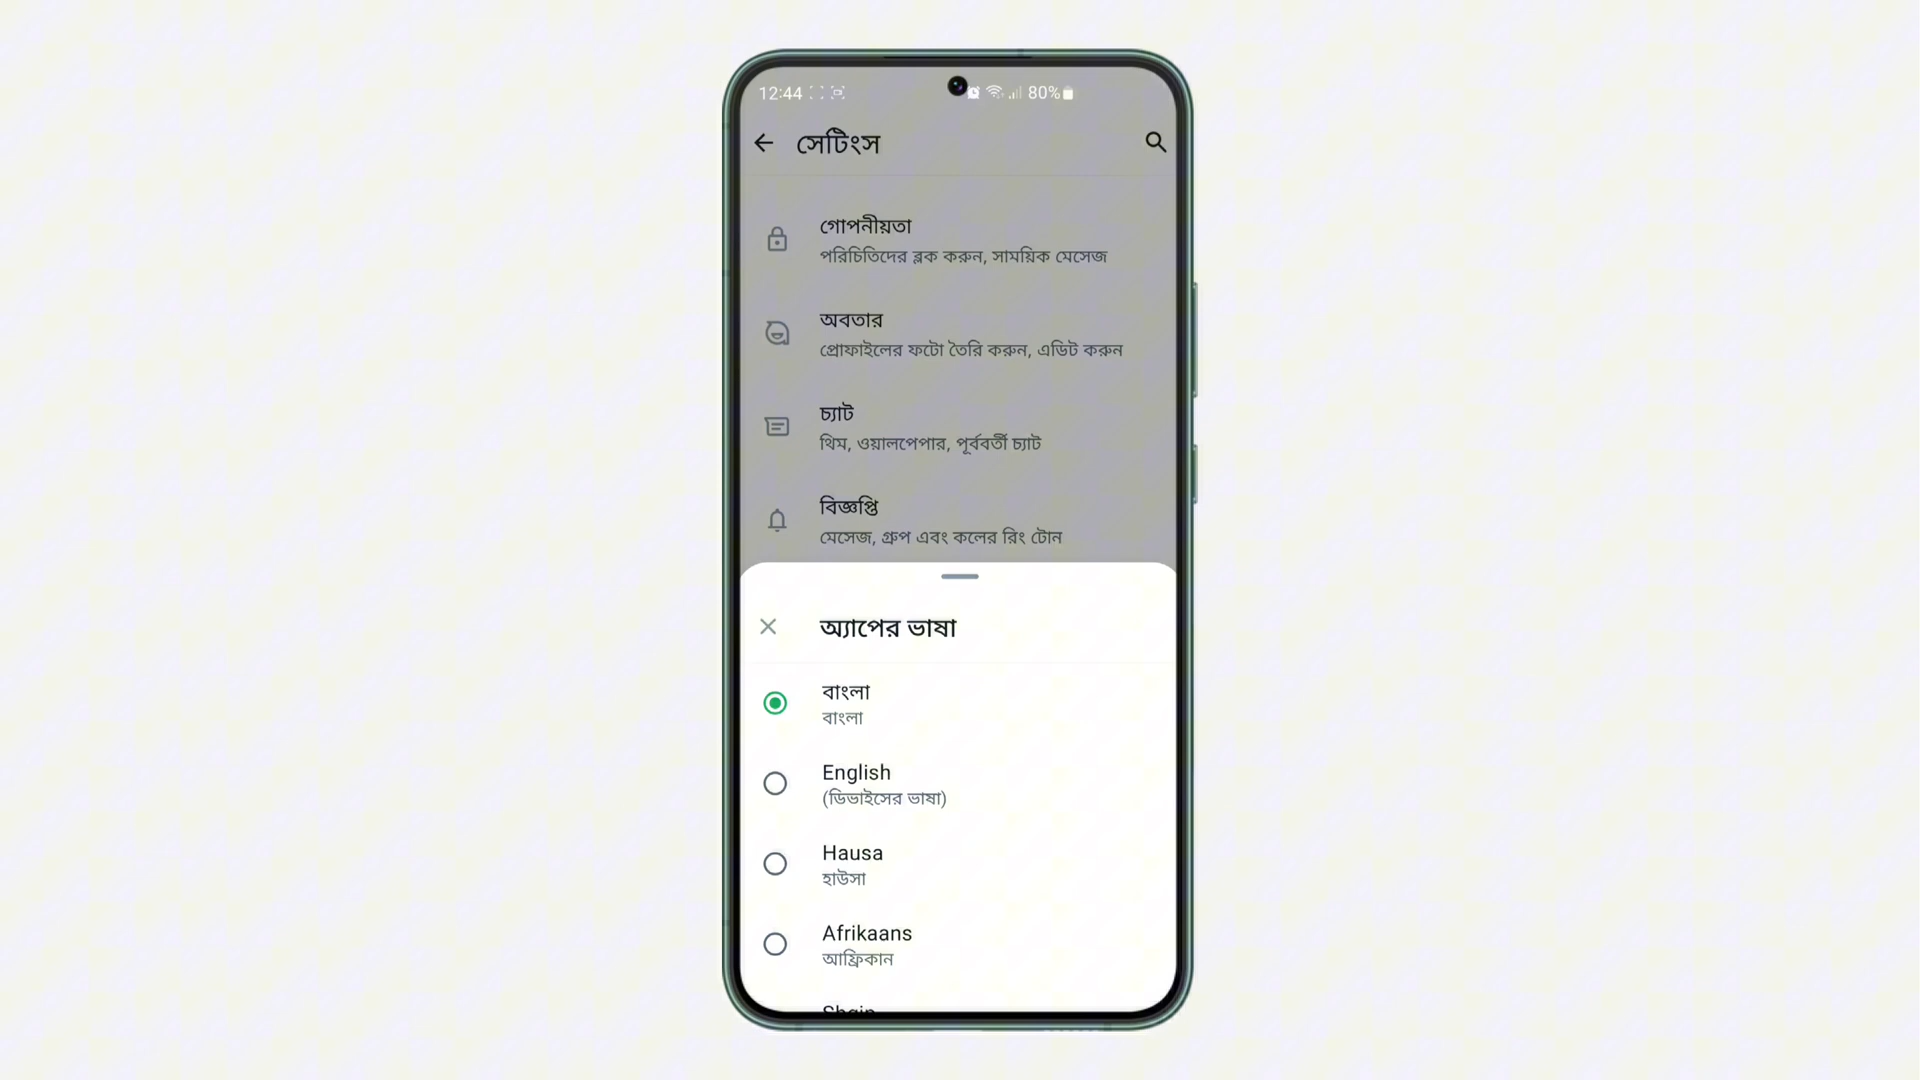 12:44 80%
সেটিংস
গোপনীয়তা
পরিচিতিদের ব্লক করুন, সাময়িক মেসেজ
অবতার
প্রোফাইলের ফটো তৈরি করুন, এডিট করুন
চ্যাট
থিম, ওয়ালপেপার, পূর্ববর্তী চ্যাট
বিজ্ঞপ্তি
মেসেজ, গ্রুপ এবং কলের রিং টোন
অ্যাপের ভাষা
বাংলা
বাংলা
English
(ডিভাইসের ভাষা)
Hausa
হাউসা
Afrikaans
আফ্রিকান